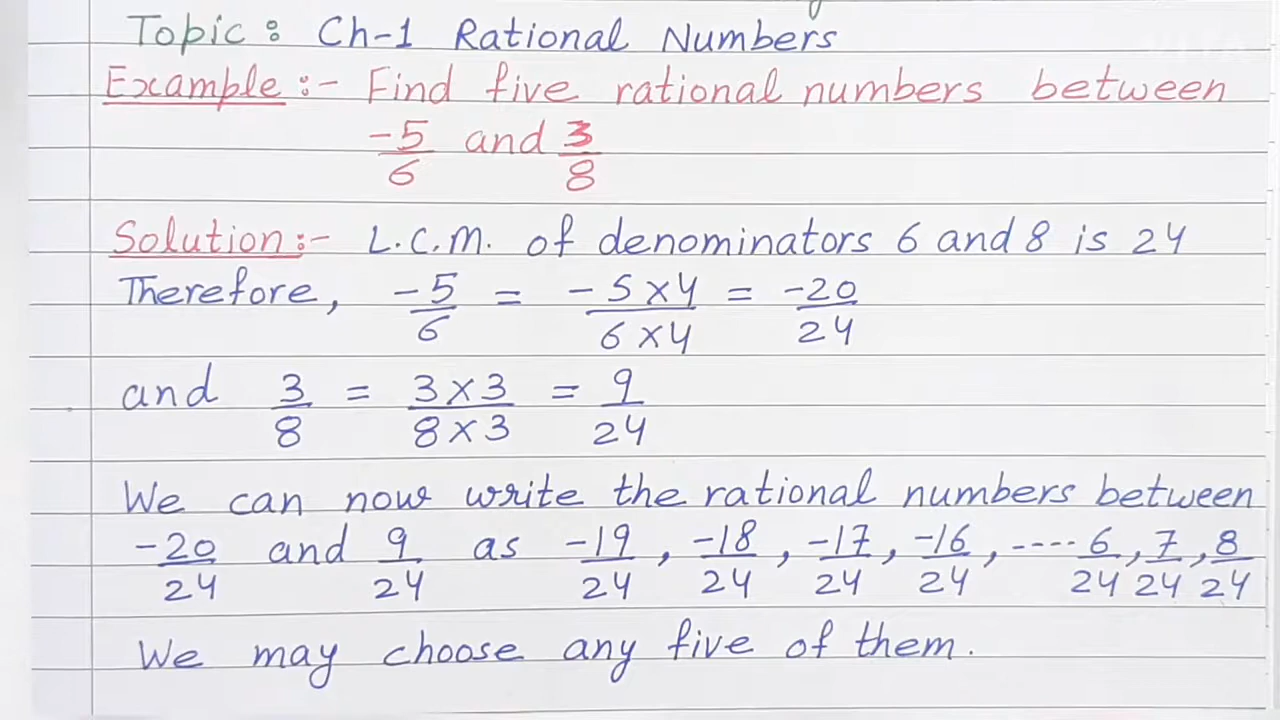 Topic: Ch-1 Rational Numbers
Example:- Find five rational numbers between
-5/6 and 3/8
Solution:- L.C.M. of denominators 6 and 8 is 24
Therefore, -5/6 = -5×4/6×4 = -20/24
and 3/8 = 3×3/8×3 = 9/24
We can now write the rational numbers between
-20/24 and 9/24 as -19/24, -18/24, -17/24, -16/24, ---- 6/24, 7/24, 8/24
We may choose any five of them.